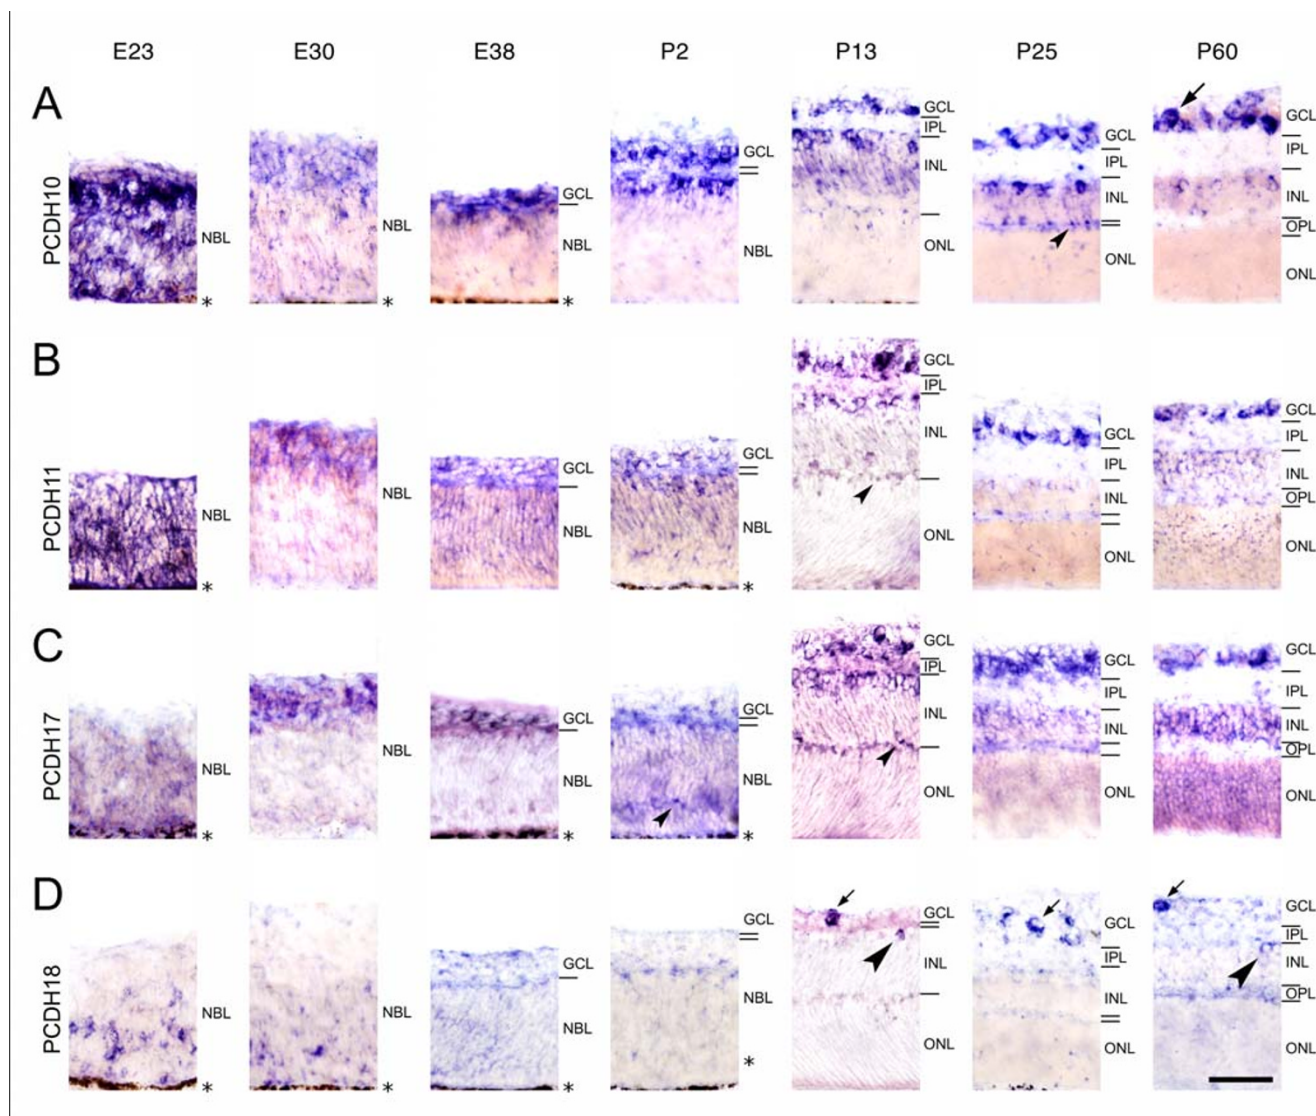 E23 E30 E38 P2 P13 P25 P60
A
PCDH10
NBL
*
NBL
*
GCL
NBL
*
GCL
NBL
GCL
IPL
INL
ONL
GCL
IPL
INL
ONL
GCL
IPL
INL
OPL
ONL
B
PCDH11
NBL
*
NBL
GCL
NBL
GCL
NBL
*
GCL
IPL
INL
ONL
GCL
IPL
INL
ONL
GCL
IPL
INL
OPL
ONL
C
PCDH17
NBL
*
NBL
GCL
NBL
*
GCL
NBL
*
GCL
IPL
INL
ONL
GCL
IPL
INL
ONL
GCL
IPL
INL
OPL
ONL
D
PCDH18
NBL
*
NBL
*
GCL
NBL
*
GCL
NBL
*
GCL
INL
ONL
GCL
IPL
INL
ONL
GCL
IPL
INL
OPL
ONL